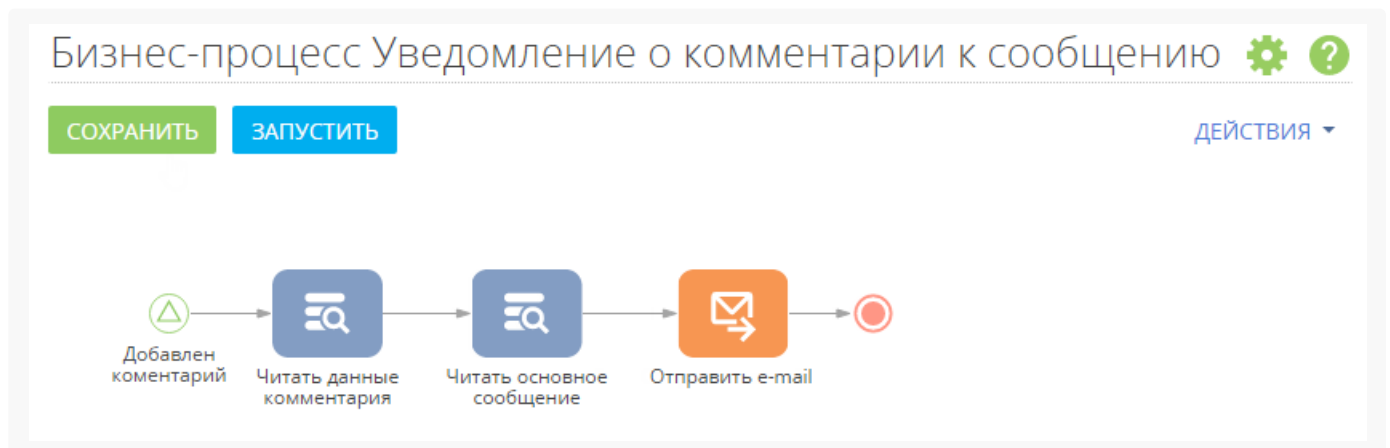 Бизнес-процесс Уведомление о комментарии к сообщению
СОХРАНИТЬ ЗАПУСТИТЬ ДЕЙСТВИЯ
Добавлен
коментарий
Читать данные
комментария
Читать основное
сообщение
Отправить e-mail